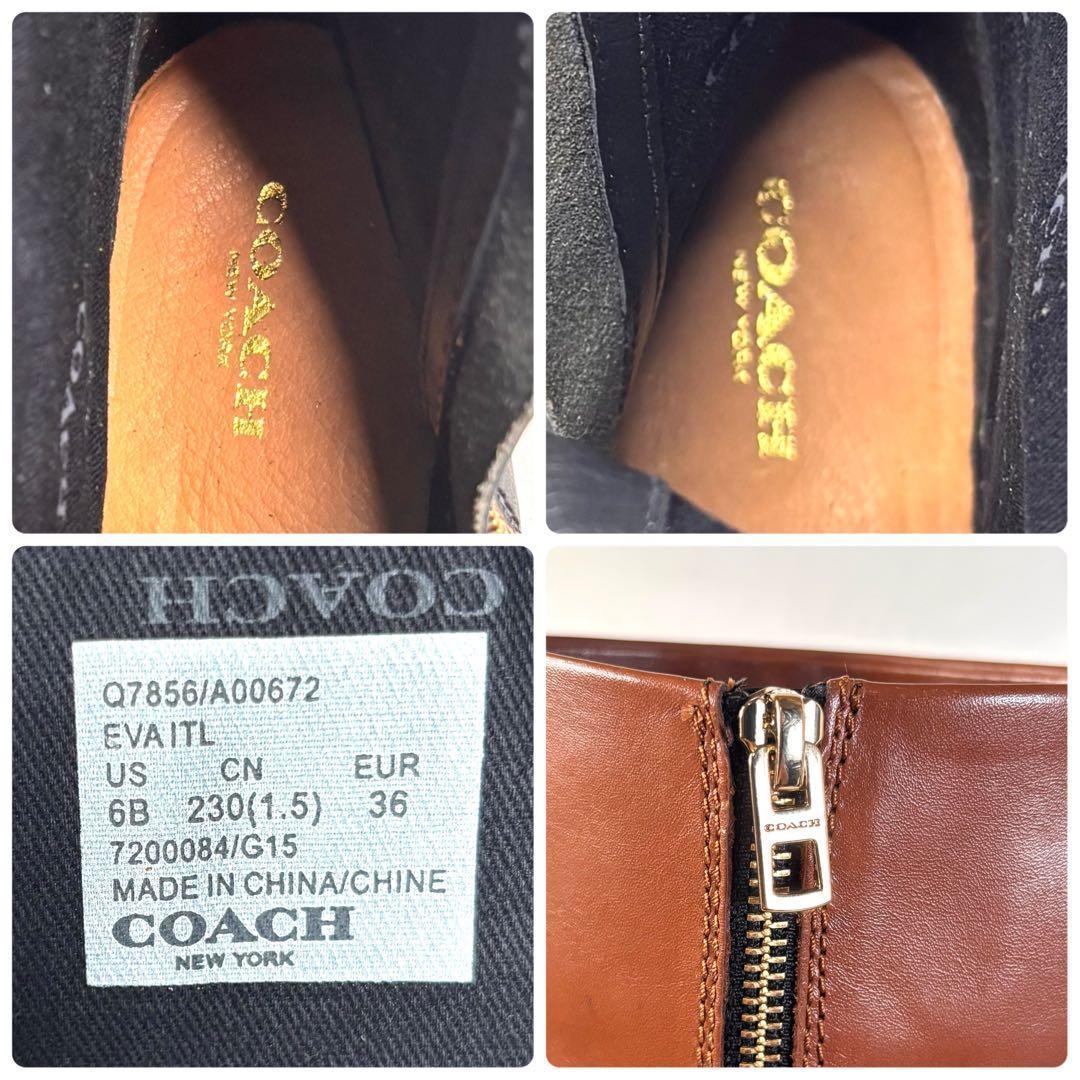 COACH
NEW YORK
COACH
NEW YORK
COACH
Q7856/A00672
EVA ITL
US CN EUR
6B 230(1.5) 36
7200084/G15
MADE IN CHINA/CHINE
COACH
NEW YORK
COACH